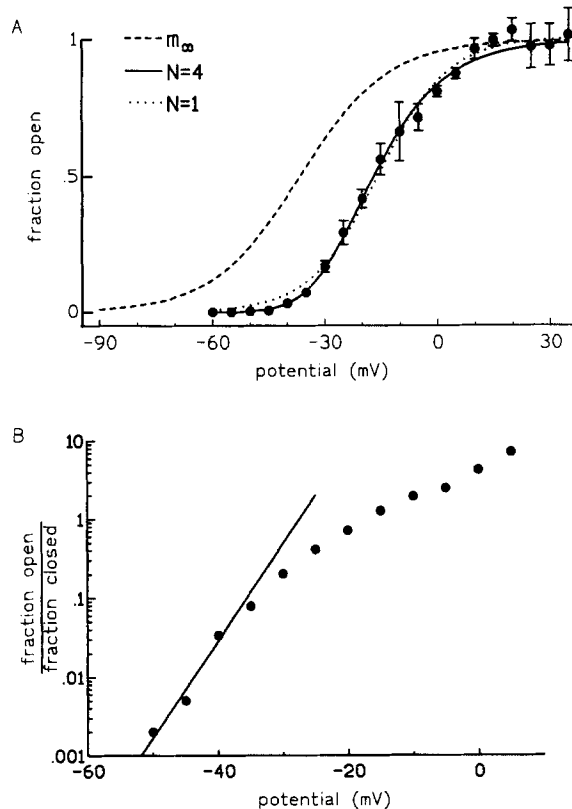 A
m∞
N=4
N=1
fraction open
1
.5
0
-90
-60
-30
0
30
potential (mV)
B
fraction open
fraction closed
10
1
.1
.01
.001
-60
-40
-20
0
potential (mV)